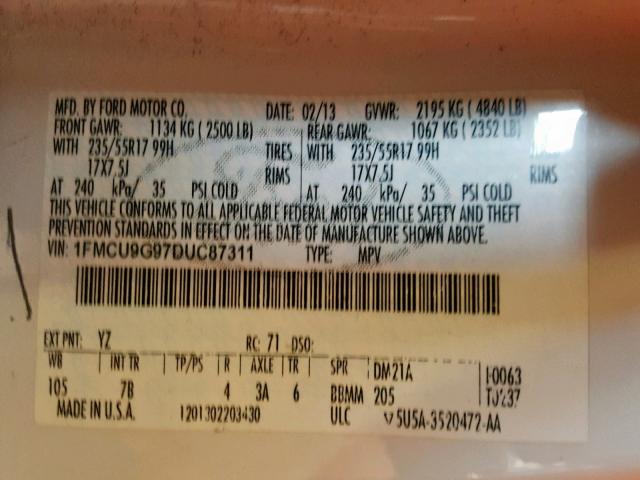 MFD. BY FORD MOTOR CO. DATE: 02/13 GVWR: 2195 KG ( 4840 LB)
FRONT GAWR: 1134 KG ( 2500 LB) REAR GAWR: 1067 KG ( 2352 LB)
WITH 235/55R17 99H TIRES WITH 235/55R17 99H TIRES
17X7.5J RIMS 17X7.5J RIMS
AT 240 kPa/ 35 PSI COLD AT 240 kPa/ 35 PSI COLD
THIS VEHICLE CONFORMS TO ALL APPLICABLE FEDERAL MOTOR VEHICLE SAFETY AND THEFT
PREVENTION STANDARDS IN EFFECT ON THE DATE OF MANUFACTURE SHOWN ABOVE.
VIN: 1FMCU9G97DUC87311 TYPE: MPV
EXT PNT: YZ RC: 71 DSO:
WB INT TR TP/PS R AXLE TR SPR DM21A I0063
105 7B 4 3A 6 BBMM 205 TJ237
MADE IN U.S.A. 1201302203430 ULC 5U5A-3520472-AA